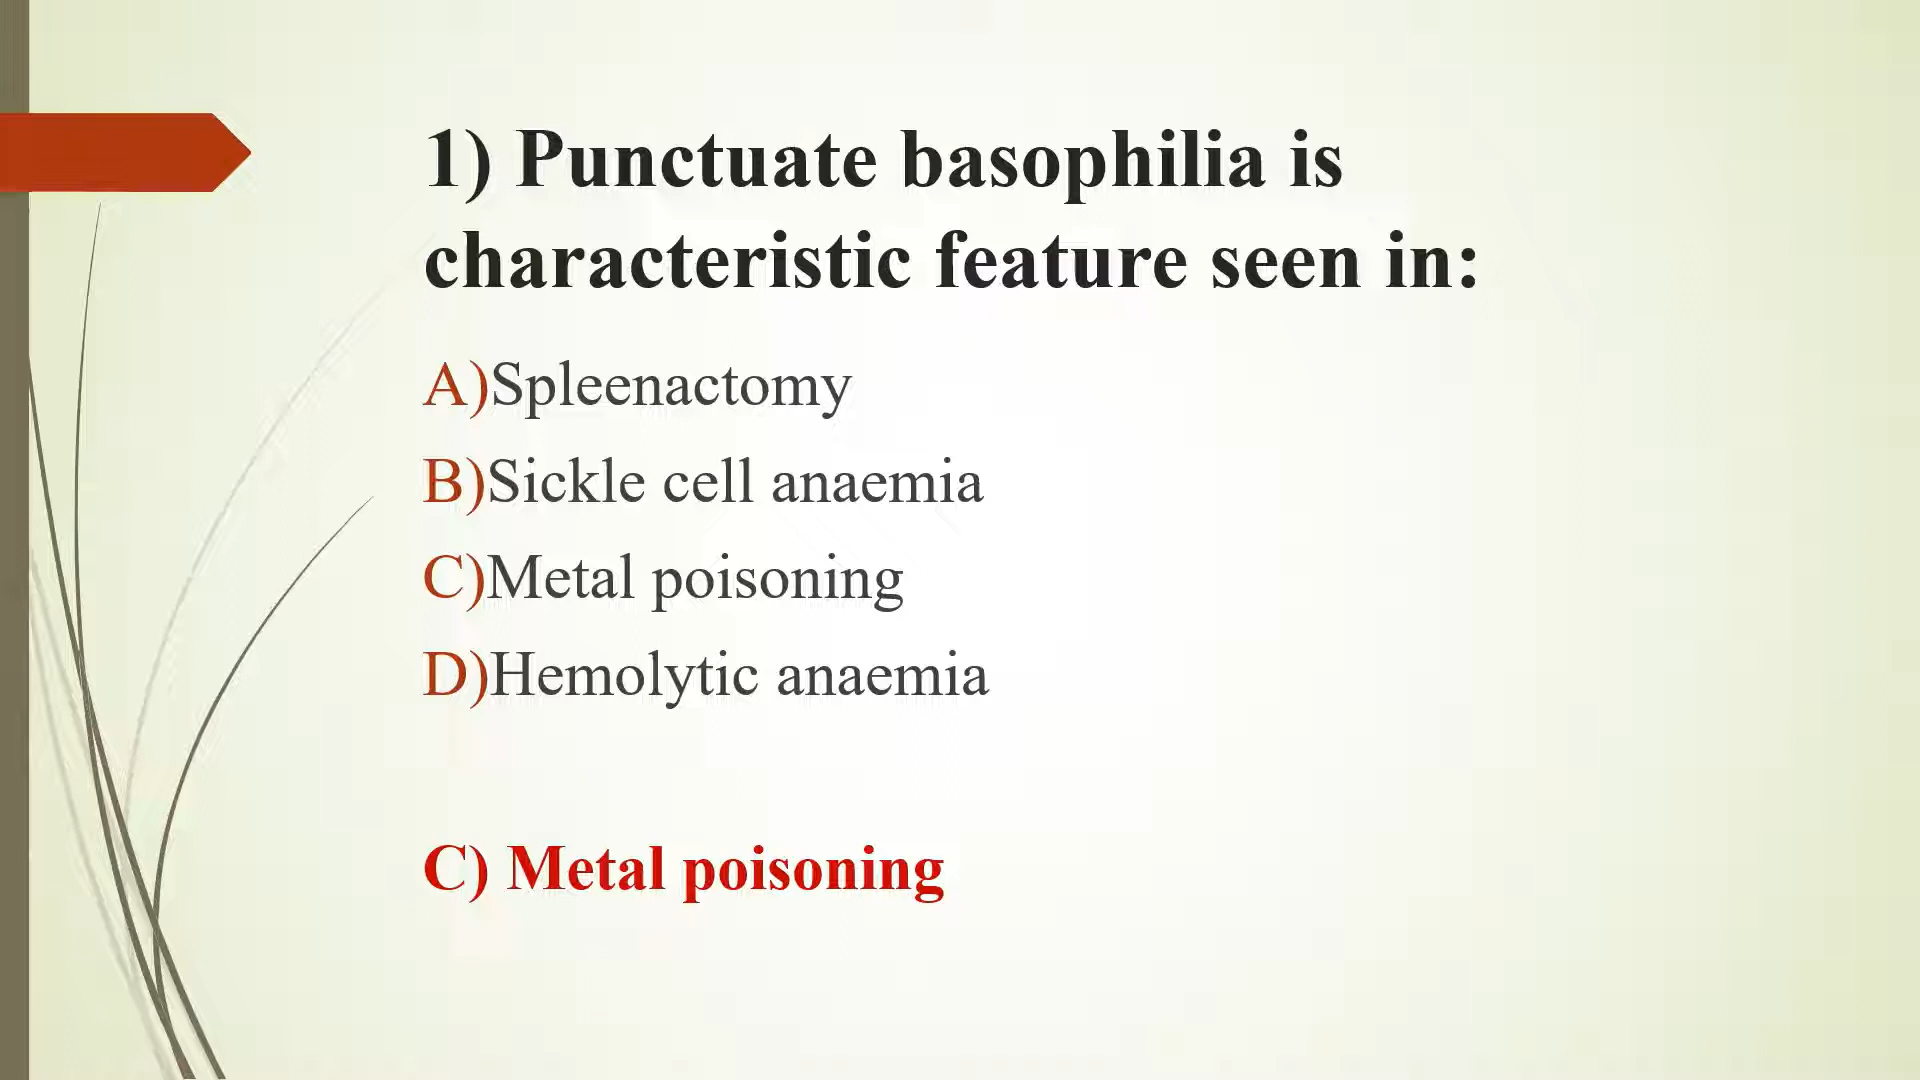 1) Punctuate basophilia is
characteristic feature seen in:
A)Spleenactomy
B)Sickle cell anaemia
C)Metal poisoning
D)Hemolytic anaemia
C) Metal poisoning